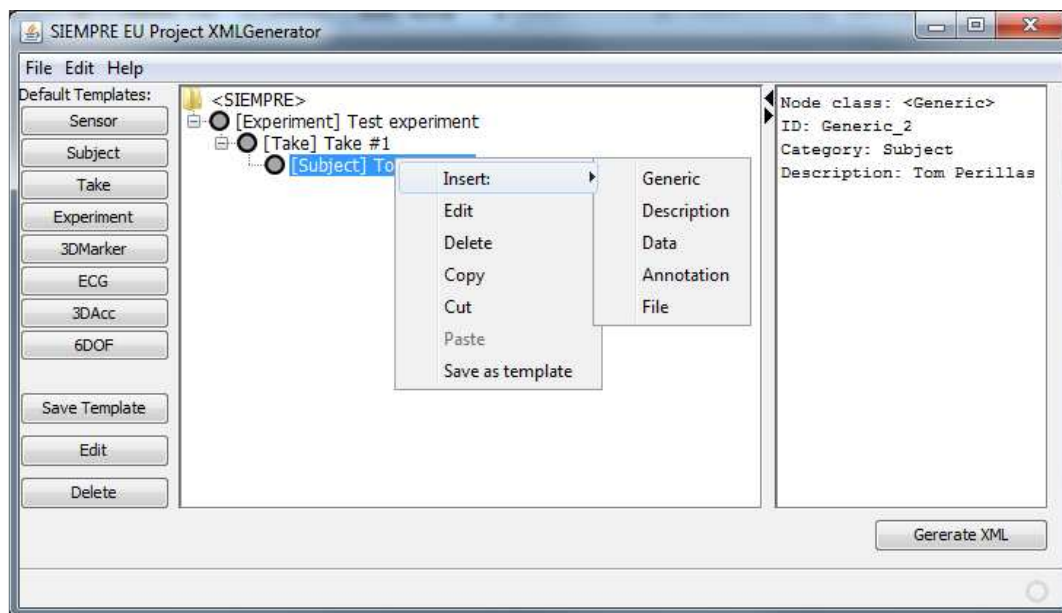 SIEMPRE EU Project XMLGenerator
File Edit Help
Default Templates:
Sensor
Subject
Take
Experiment
3DMarker
ECG
3DAcc
6DOF
Save Template
Edit
Delete
<SIEMPRE>
[Experiment] Test experiment
[Take] Take #1
[Subject] To
Insert:
Edit
Delete
Copy
Cut
Paste
Save as template
Generic
Description
Data
Annotation
File
Node class: <Generic>
ID: Generic_2
Category: Subject
Description: Tom Perillas
Gererate XML